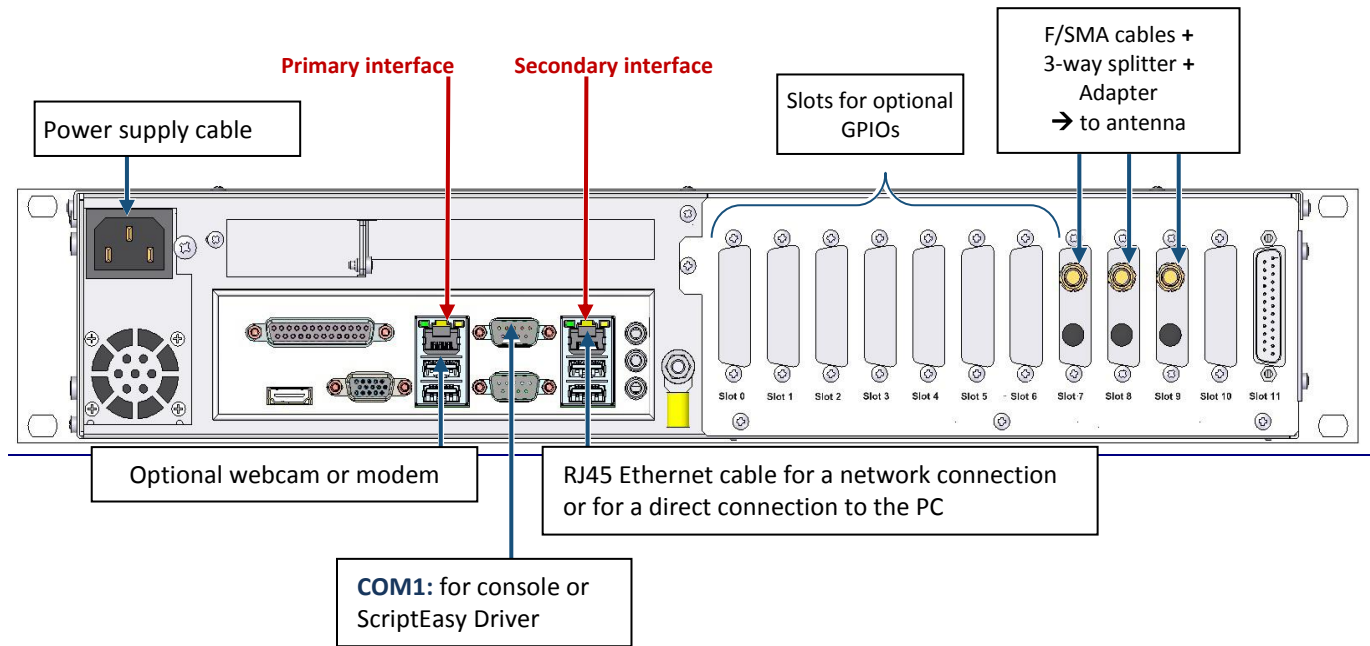 F/SMA cables +
3-way splitter +
Adapter
→ to antenna
Primary interface
Secondary interface
Slots for optional
GPIOs
Power supply cable
Slot 0 Slot 1 Slot 2 Slot 3 Slot 4 Slot 5 Slot 6 Slot 7 Slot 8 Slot 9 Slot 10 Slot 11
Optional webcam or modem
RJ45 Ethernet cable for a network connection
or for a direct connection to the PC
COM1: for console or
ScriptEasy Driver